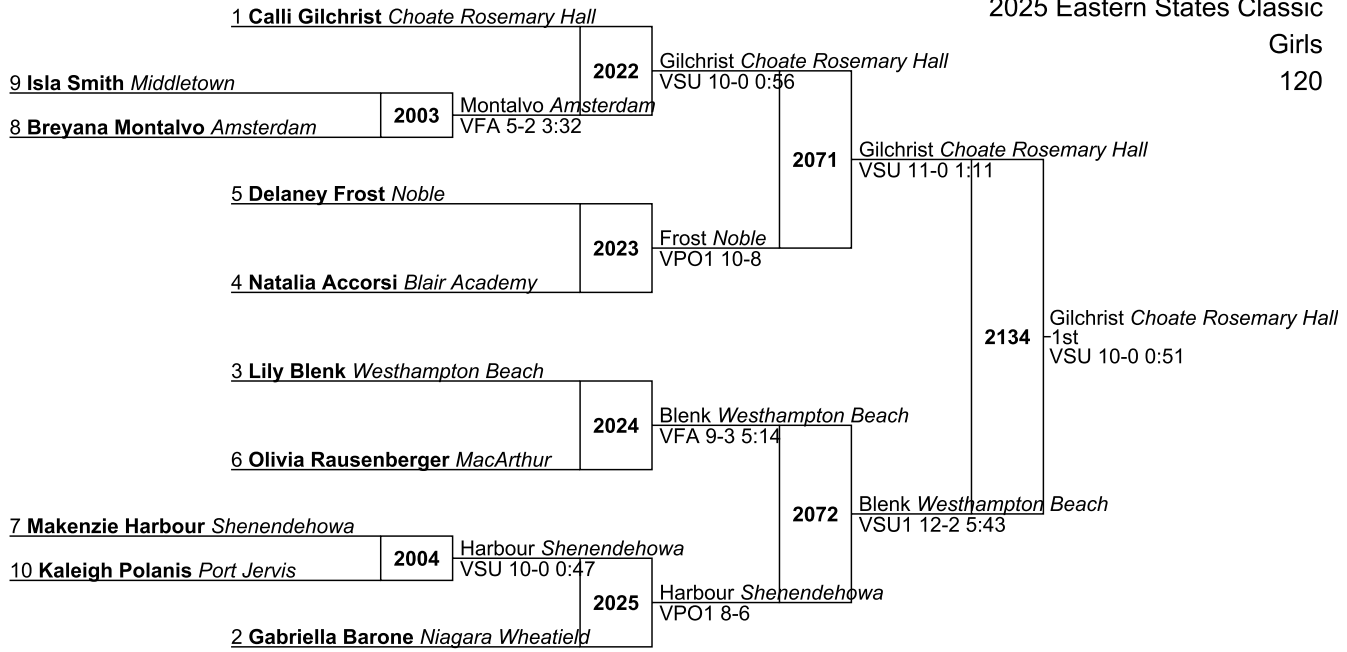 2025 Eastern States Classic
Girls
120
1 Calli Gilchrist Choate Rosemary Hall
2022
Gilchrist Choate Rosemary Hall
VSU 10-0 0:56
9 Isla Smith Middletown
2003
Montalvo Amsterdam
VFA 5-2 3:32
8 Breyana Montalvo Amsterdam
2071
Gilchrist Choate Rosemary Hall
VSU 11-0 1:11
5 Delaney Frost Noble
2023
Frost Noble
VPO1 10-8
4 Natalia Accorsi Blair Academy
2134
Gilchrist Choate Rosemary Hall
1st
VSU 10-0 0:51
3 Lily Blenk Westhampton Beach
2024
Blenk Westhampton Beach
VFA 9-3 5:14
6 Olivia Rausenberger MacArthur
2072
Blenk Westhampton Beach
VSU1 12-2 5:43
7 Makenzie Harbour Shenendehowa
2004
Harbour Shenendehowa
VSU 10-0 0:47
10 Kaleigh Polanis Port Jervis
2025
Harbour Shenendehowa
VPO1 8-6
2 Gabriella Barone Niagara Wheatield